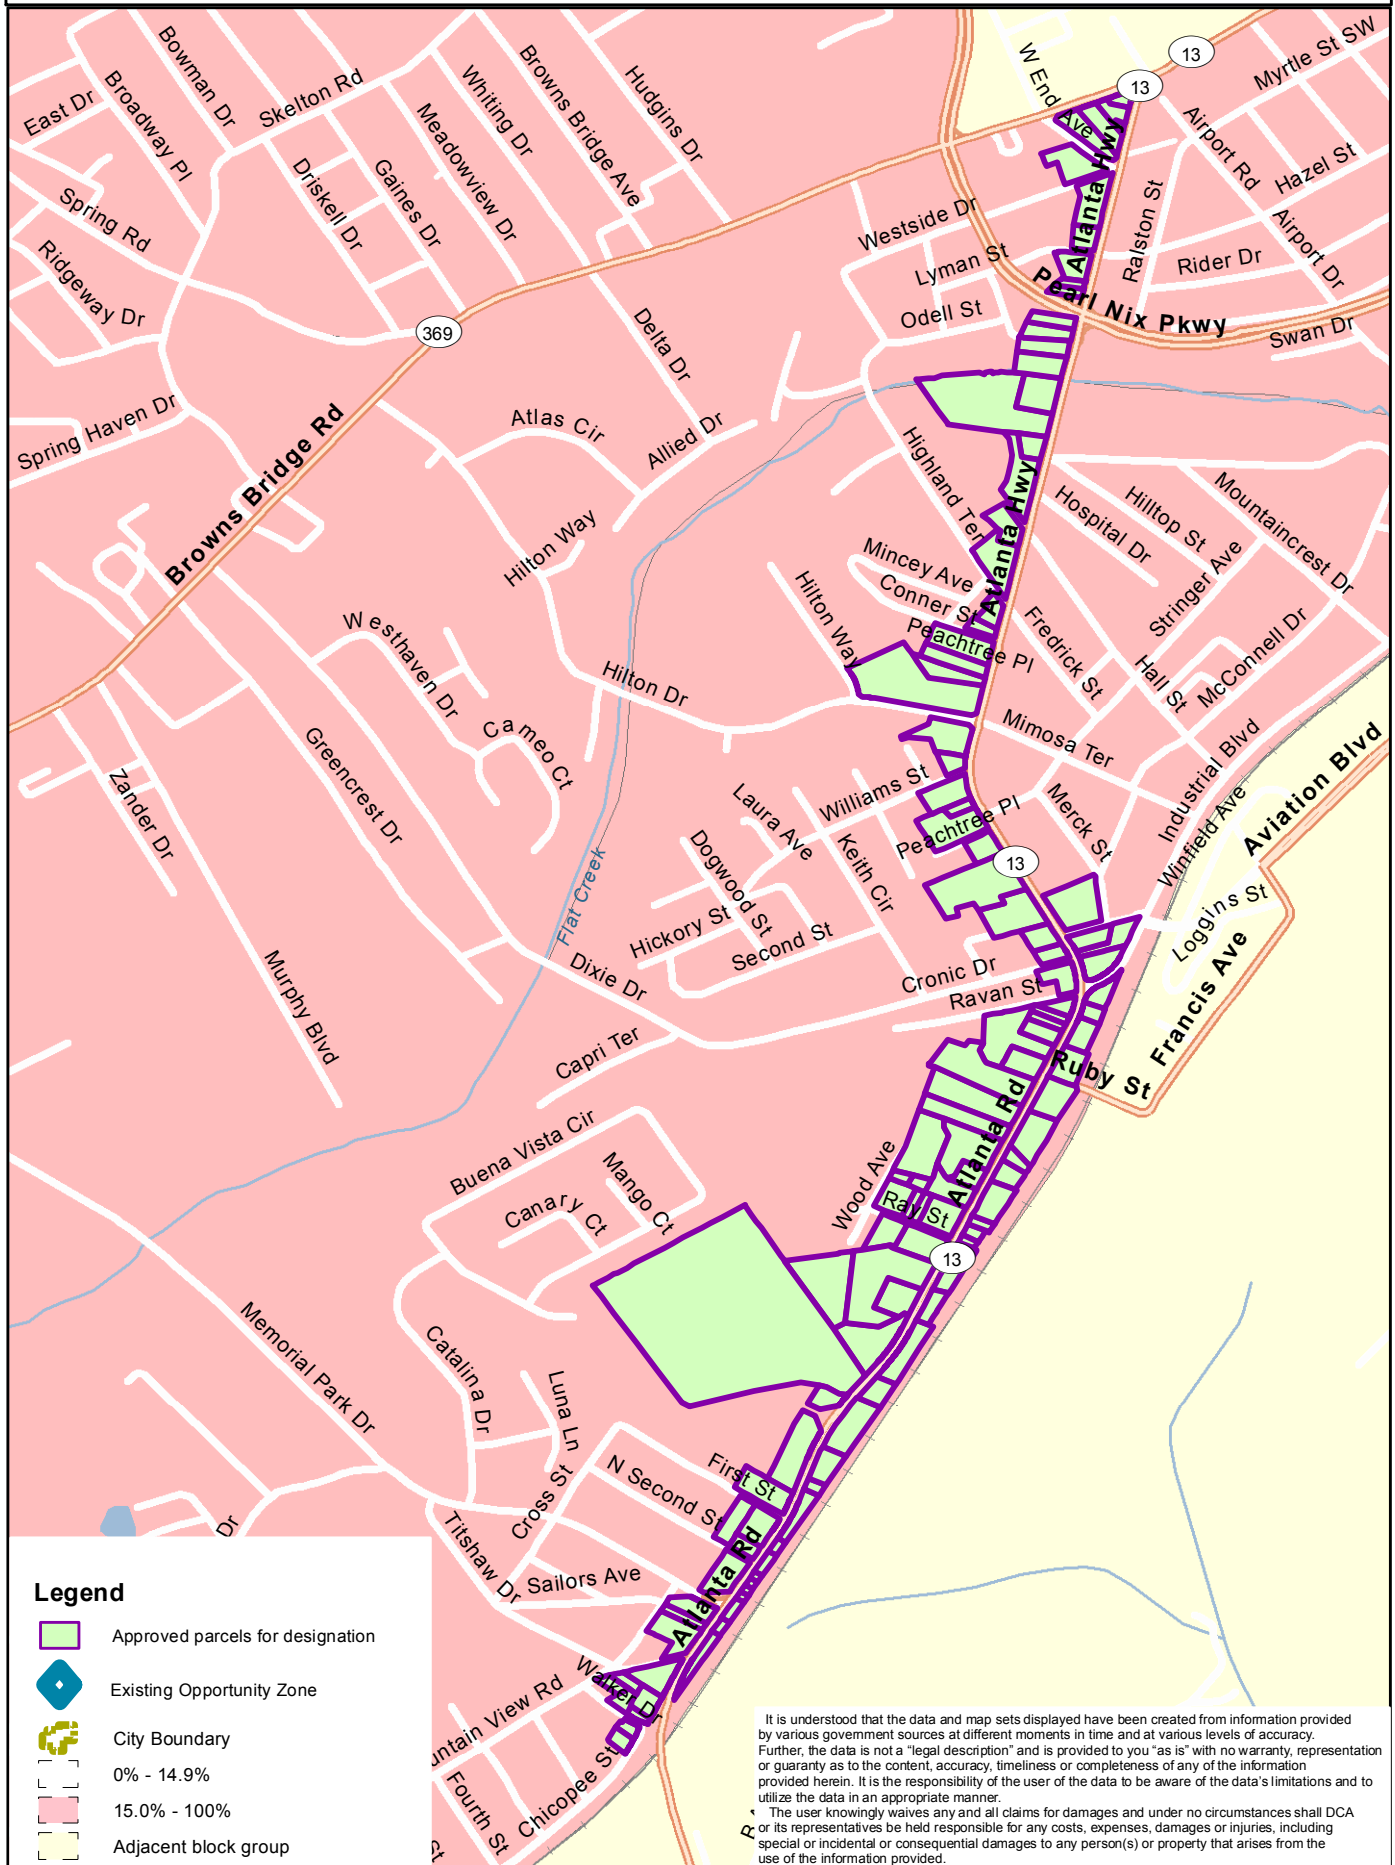 13
13
W End
Ave
Myrtle St SW
Bowman Dr
Broadway Pl
East Dr
Skelton Rd
Whiting Dr
Browns Bridge Ave
Hudgins Dr
Meadowview Dr
Gaines Dr
Driskell Dr
Airport Rd
Hazel St
Atlanta Hwy
Spring Rd
Ridgeway Dr
Westside Dr
Ralston St
Airport Dr
Lyman St
Rider Dr
Pearl Nix Pkwy
Odell St
Swan Dr
369
Delta Dr
Spring Haven Dr
Browns Bridge Rd
Atlas Cir
Allied Dr
Highland Ter
Atlanta Hwy
Hospital Dr
Hilltop St
Mountaincrest Dr
Stringer Ave
Hilton Way
Mincey Ave
Conner St
Hilton Way
Peachtree Pl
Fredrick St
Hall St
McConnell Dr
Westhaven Dr
Hilton Dr
Cameo Ct
Mimosa Ter
Industrial Blvd
Winfield Ave
Aviation Blvd
Greencrest Dr
Zander Dr
Williams St
Laura Ave
Peachtree Pl
Merck St
13
Keith Cir
Dogwood St
Flat Creek
Hickory St
Second St
Loggins St
Francis Ave
Murphy Blvd
Dixie Dr
Cronic Dr
Ravan St
Capri Ter
Ruby St
Atlanta Rd
Buena Vista Cir
Mango Ct
Canary Ct
Wood Ave
Ray St
13
Memorial Park Dr
Catalina Dr
Luna Ln
First St
N Second St
Cross St
Dr
Titshaw Dr
Sailors Ave
Atlanta Rd
Walker Dr
untain View Rd
Fourth St
Chicopee St
St
Legend
Approved parcels for designation
Existing Opportunity Zone
City Boundary
0% - 14.9%
15.0% - 100%
Adjacent block group
It is understood that the data and map sets displayed have been created from information provided
by various government sources at different moments in time and at various levels of accuracy.
Further, the data is not a “legal description” and is provided to you “as is” with no warranty, representation
or guaranty as to the content, accuracy, timeliness or completeness of any of the information
provided herein. It is the responsibility of the user of the data to be aware of the data’s limitations and to
utilize the data in an appropriate manner.
The user knowingly waives any and all claims for damages and under no circumstances shall DCA
or its representatives be held responsible for any costs, expenses, damages or injuries, including
special or incidental or consequential damages to any person(s) or property that arises from the
use of the information provided.